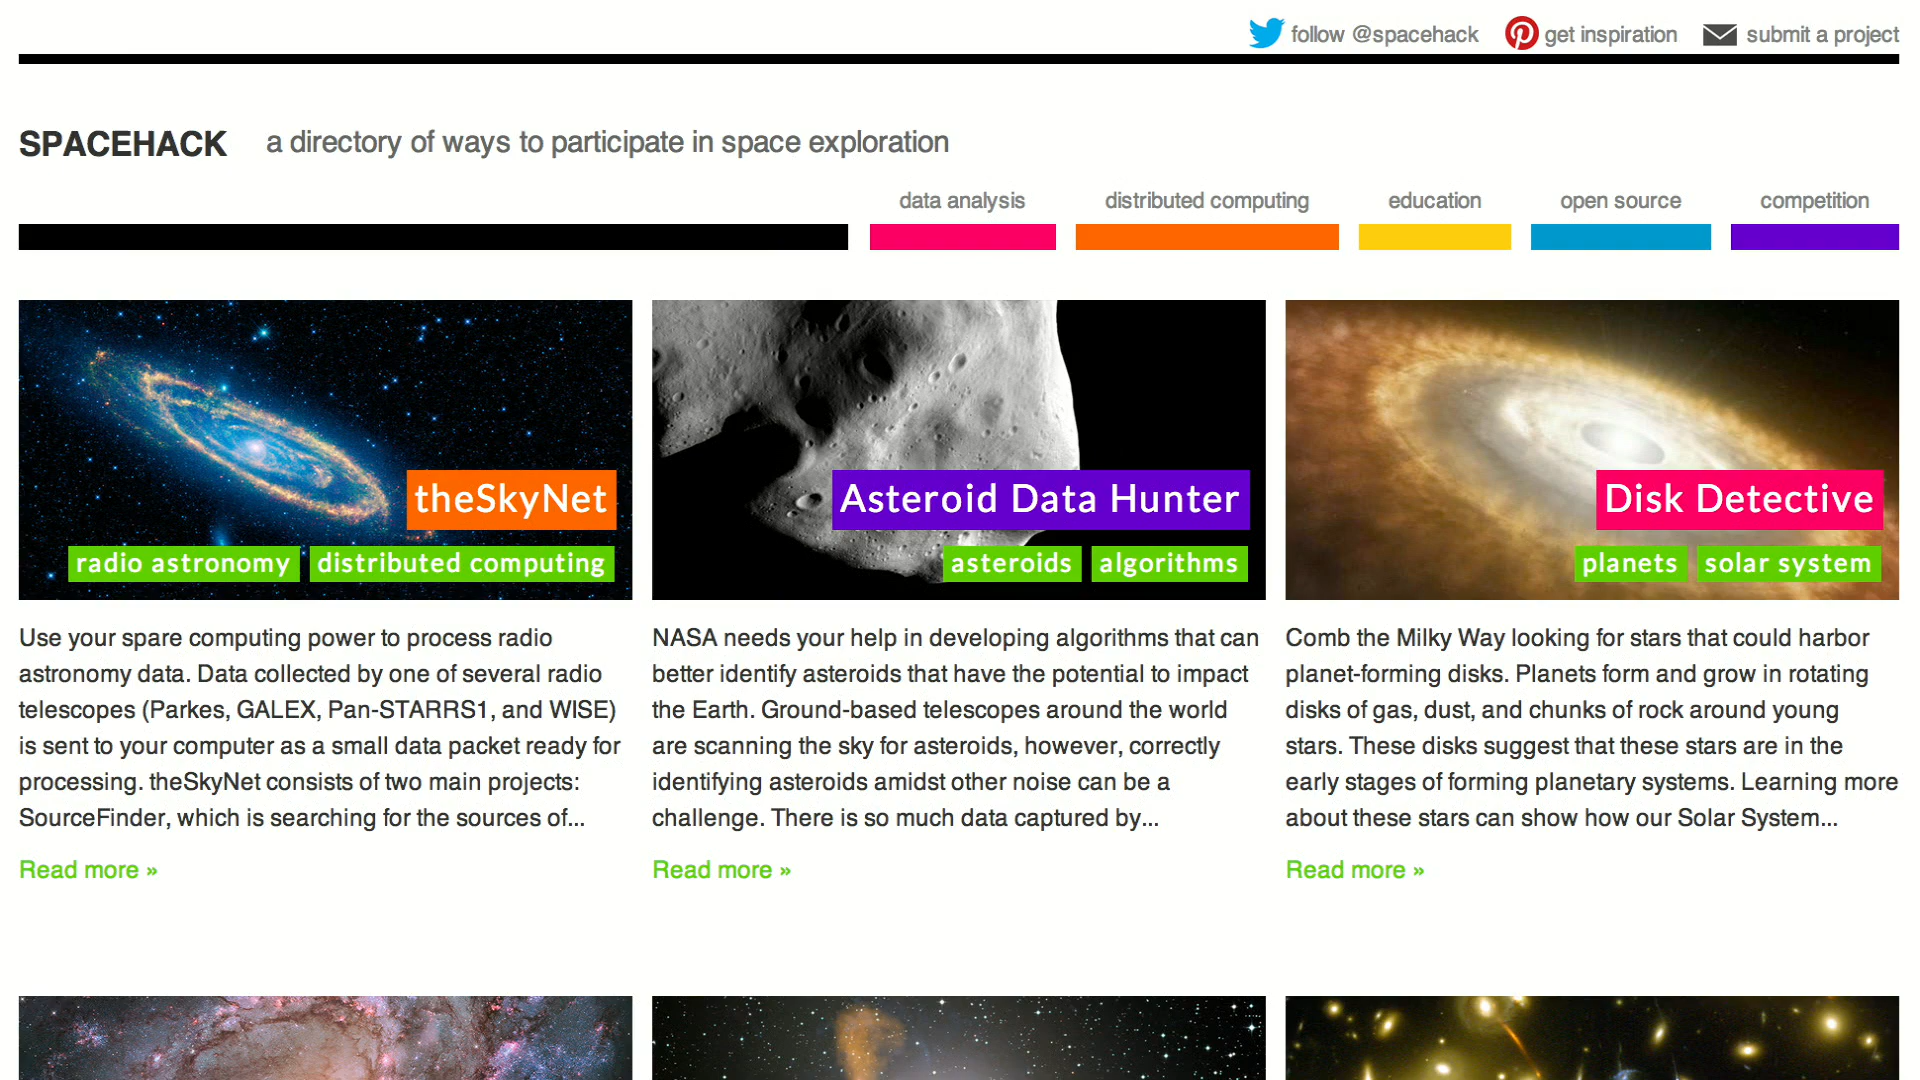 follow @spacehack get inspiration submit a project
SPACEHACK a directory of ways to participate in space exploration
data analysis distributed computing education open source competition
theSkyNet
radio astronomy distributed computing
Use your spare computing power to process radio
astronomy data. Data collected by one of several radio
telescopes (Parkes, GALEX, Pan-STARRS1, and WISE)
is sent to your computer as a small data packet ready for
processing. theSkyNet consists of two main projects:
SourceFinder, which is searching for the sources of...
Read more »
Asteroid Data Hunter
asteroids algorithms
NASA needs your help in developing algorithms that can
better identify asteroids that have the potential to impact
the Earth. Ground-based telescopes around the world
are scanning the sky for asteroids, however, correctly
identifying asteroids amidst other noise can be a
challenge. There is so much data captured by...
Read more »
Disk Detective
planets solar system
Comb the Milky Way looking for stars that could harbor
planet-forming disks. Planets form and grow in rotating
disks of gas, dust, and chunks of rock around young
stars. These disks suggest that these stars are in the
early stages of forming planetary systems. Learning more
about these stars can show how our Solar System...
Read more »